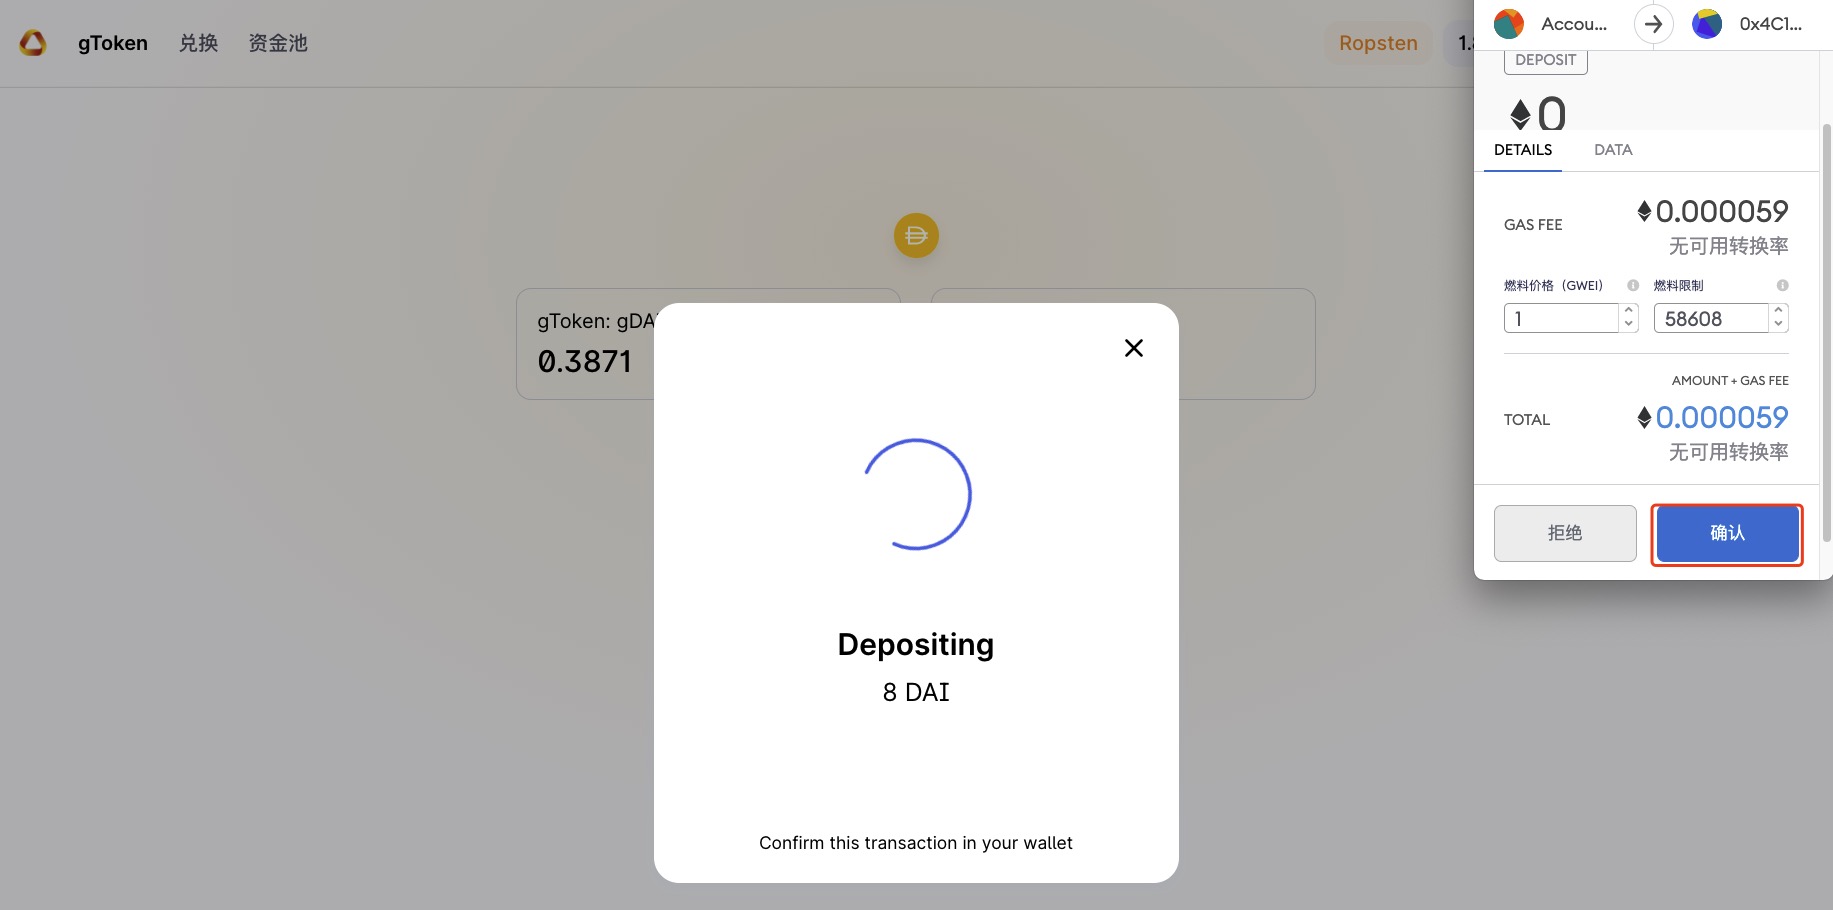 gToken 兑换 资金池
Ropsten
gToken: gDA
0.3871
Depositing
8 DAI
Confirm this transaction in your wallet
Accou... 0x4C1...
DEPOSIT
0
DETAILS DATA
GAS FEE 0.000059
无可用转换率
燃料价格（GWEI） 燃料限制
1 58608
AMOUNT + GAS FEE
TOTAL 0.000059
无可用转换率
拒绝 确认